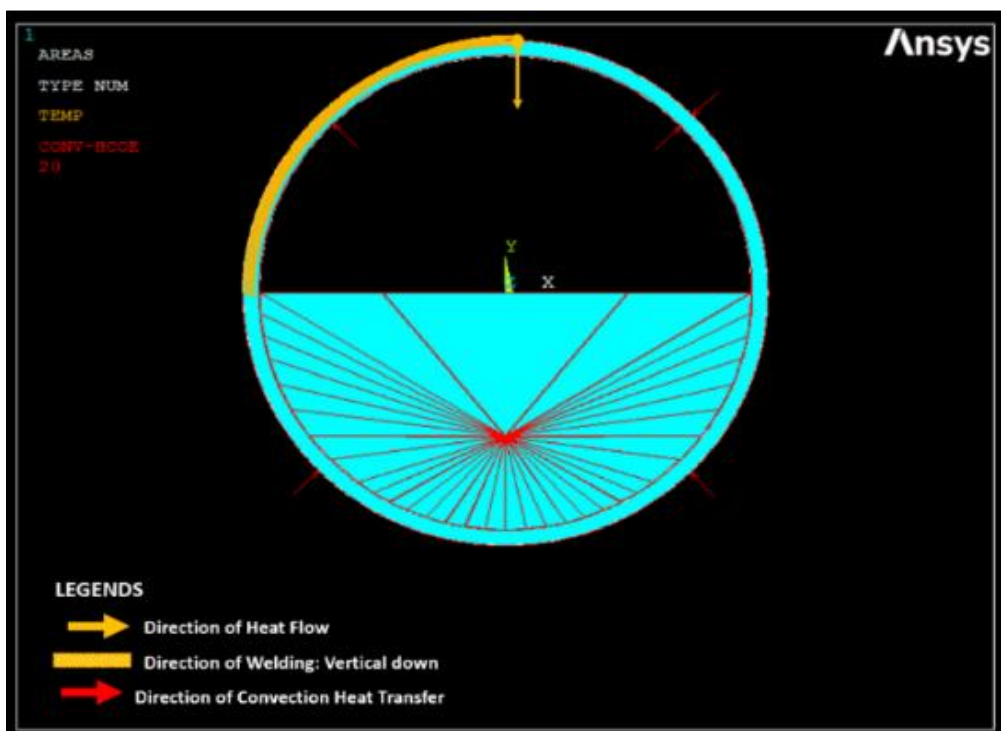 1
AREAS
TYPE NUM
TEMP
CONV-HCOE
20
Ansys
Y
X
LEGENDS
Direction of Heat Flow
Direction of Welding: Vertical down
Direction of Convection Heat Transfer